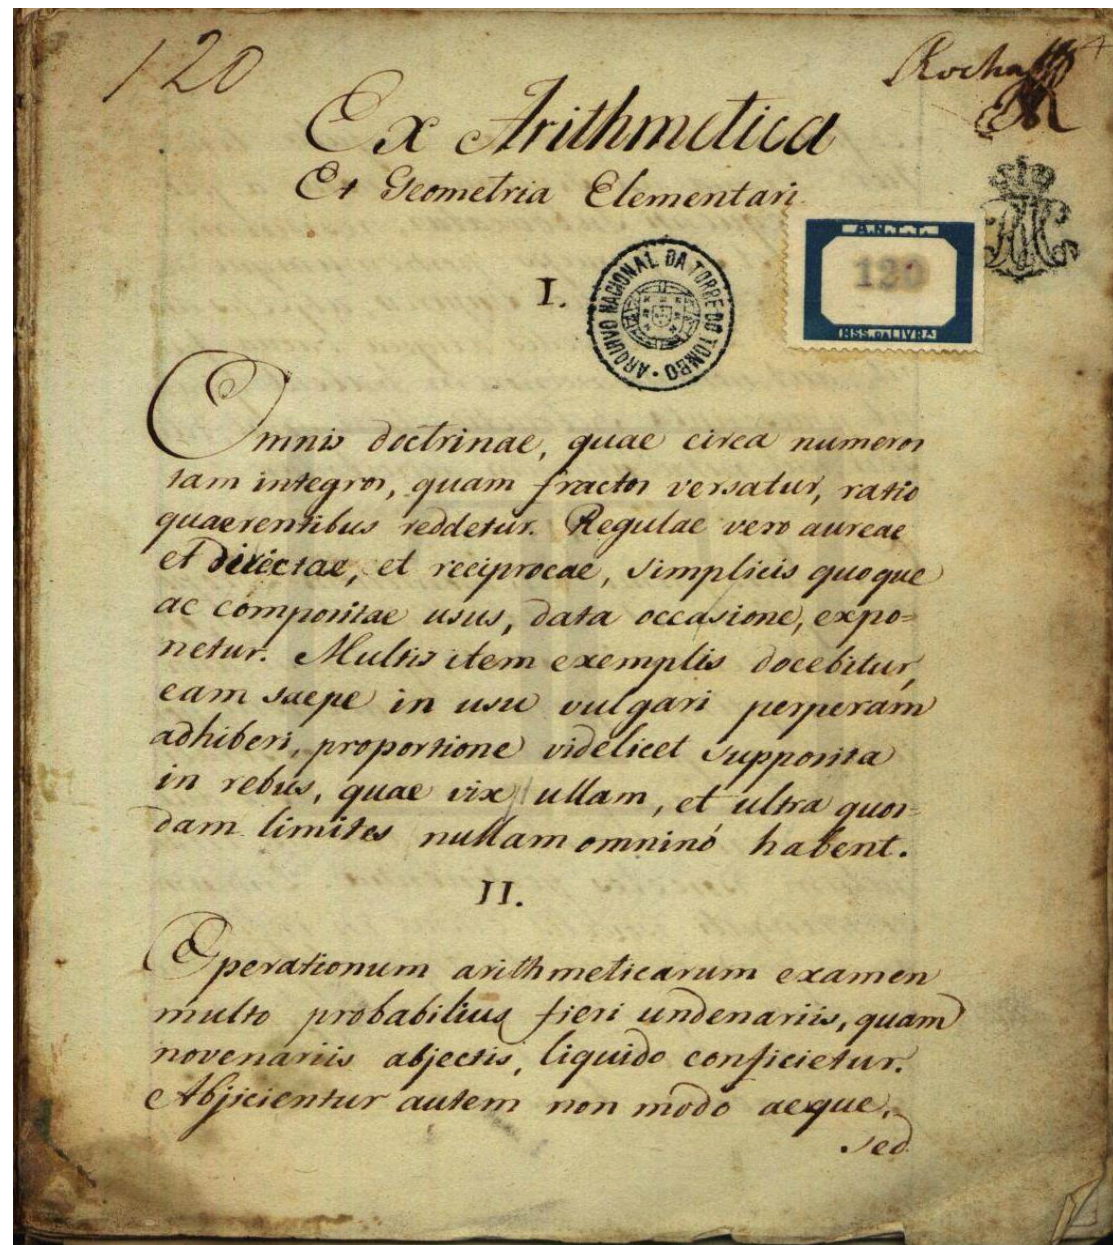 120
Rocha
Ex Arithmetica
Et Geometria Elementari
A.N.T.T.
120
MSS. DA LIVRA
ARQUIVO NACIONAL DA TORRE DO TOMBO
I.
Omnis doctrinae, quae circa numeros
tam integros, quam fractos versatur, ratio
quaerentibus reddetur. Regulae vero aureae
et directae, et reciprocae, simplicis quoque
ac compositae usus, data occasione, expo=
netur. Multis item exemplis docebitur,
eam saepe in usu vulgari perperám
adhiberi, proportione videlicet supposita
in rebus, quae vix ullam, et ultra quos-
dam limites nullam omninó habent.
II.
Operationum arithmeticarum examen
multo probabilius fieri undenariis, quam
novenariis abjectis, liquido conficietur.
Abjicientur autem non modo aeque,
sed